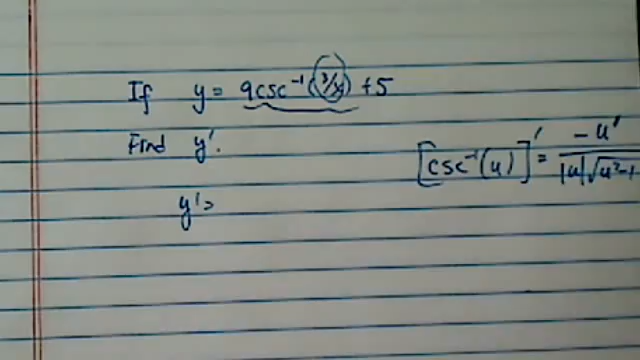 If y = 9csc⁻¹(3/x) + 5
Find y'.
[csc⁻¹(u)]' = -u' / |u|√u²-1
y' =